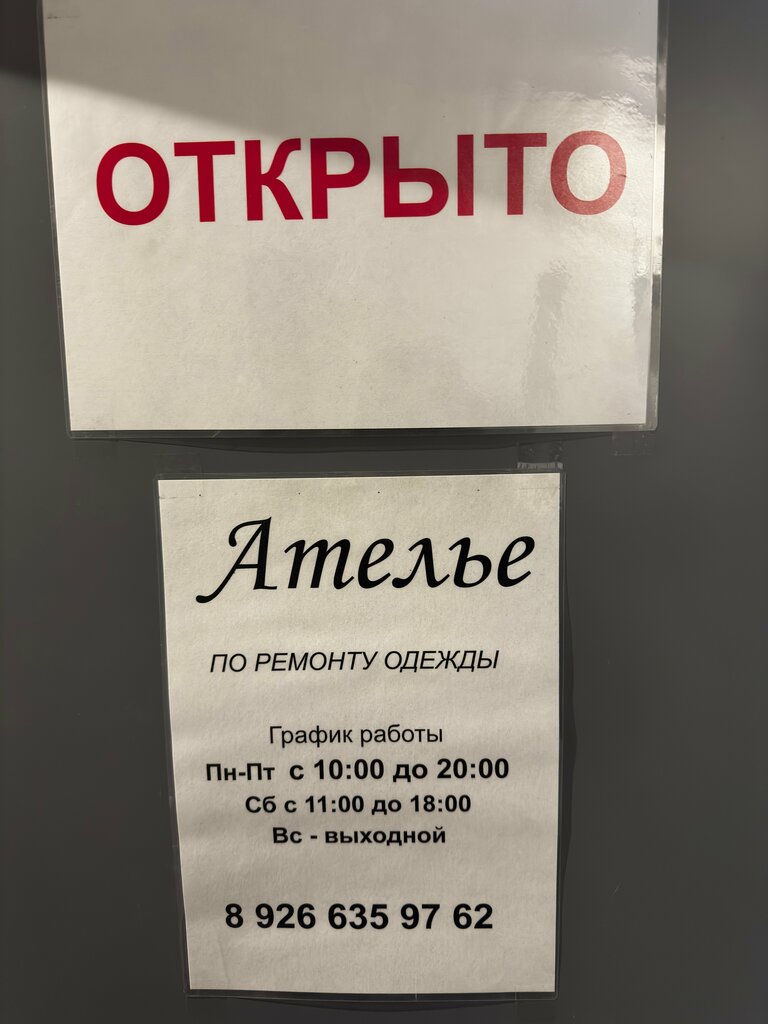 ОТКРЫТО
Ателье
ПО РЕМОНТУ ОДЕЖДЫ
График работы
Пн-Пт с 10:00 до 20:00
Сб с 11:00 до 18:00
Вс - выходной
8 926 635 97 62